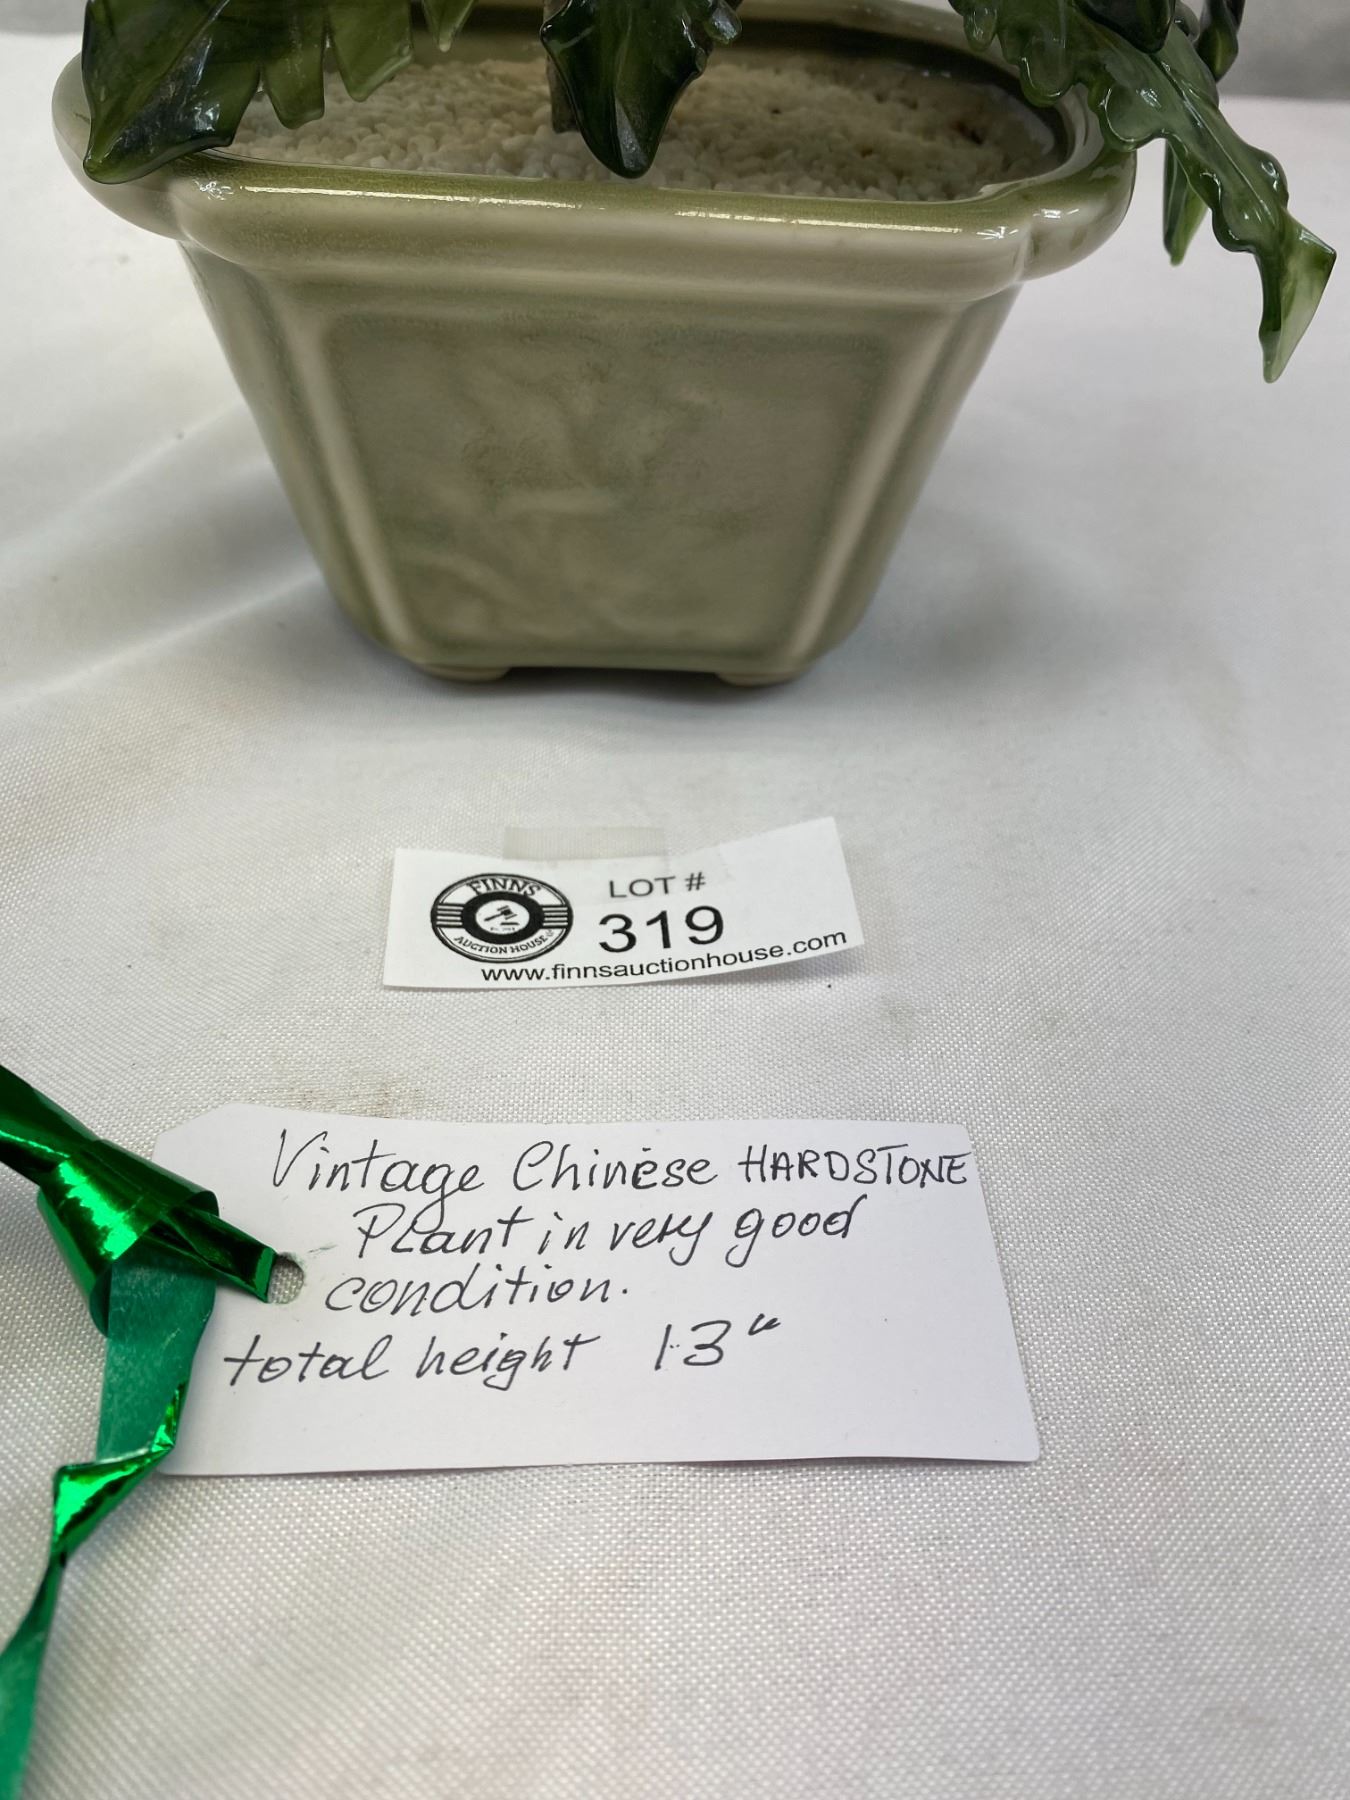 FINNS
AUCTION HOUSE
LOT #
319
www.finnsauctionhouse.com
Vintage Chinese HARDSTONE
Plant in very good
condition.
total height 13"